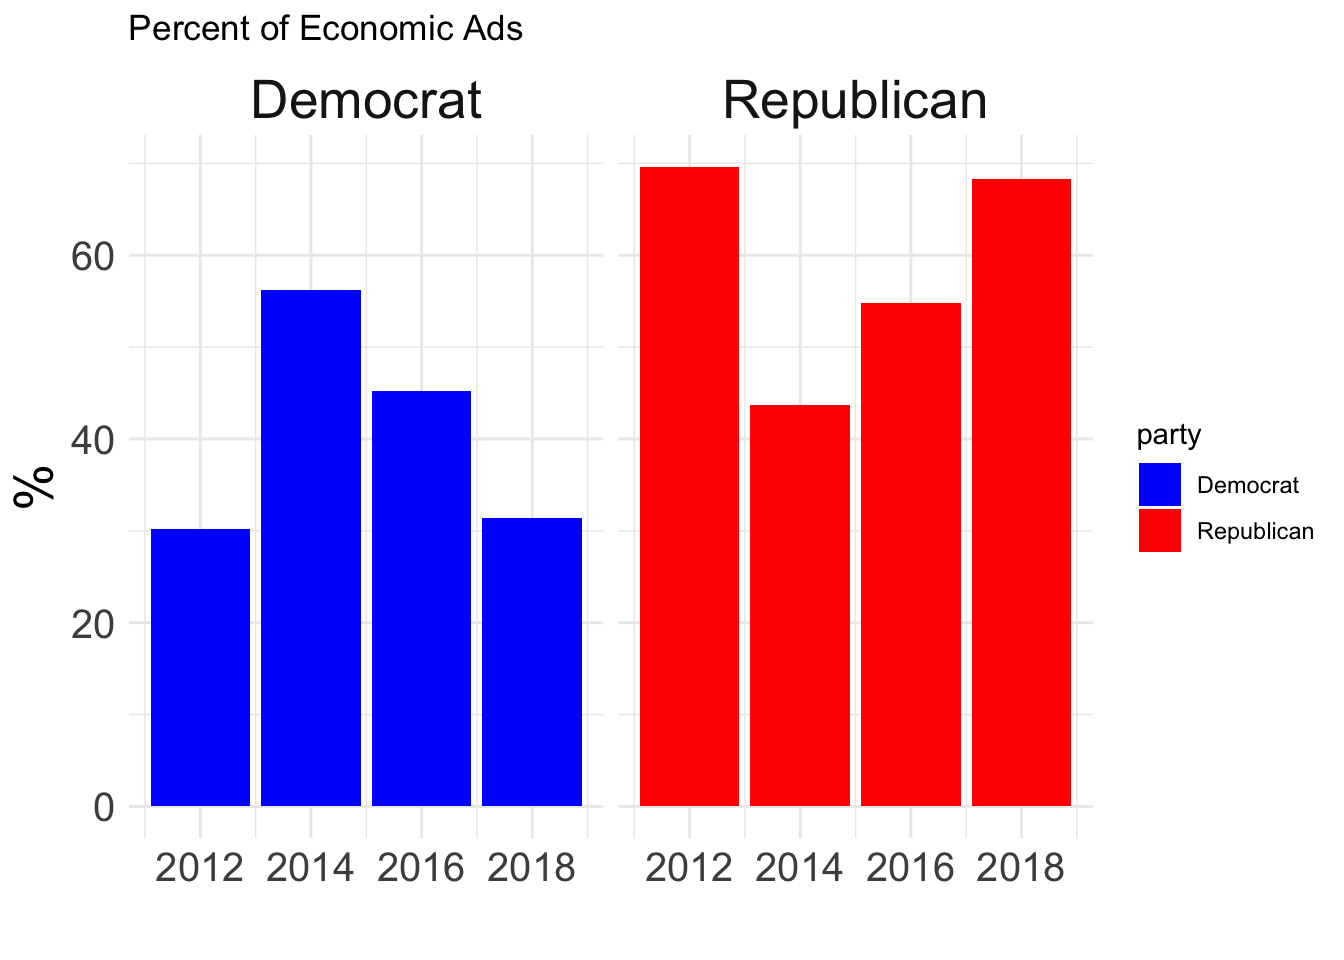 Percent of Economic Ads
Democrat
Republican
%
60
40
20
0
2012 2014 2016 2018
2012 2014 2016 2018
party
Democrat
Republican